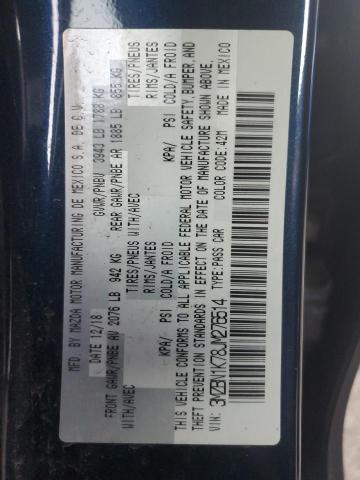 MFD BY MAZDA MOTOR MANUFACTURING DE MEXICO S.A. DE C.V.
DATE 12/18 GVWR/PNBV 3943 LB 1788 KG
FRONT GAWR/PNBE AV 2076 LB 942 KG REAR GAWR/PNBE AR 1885 LB 855 KG
WITH/AVEC TIRES/PNEUS WITH/AVEC TIRES/PNEUS
RIMS/JANTES RIMS/JANTES
KPA/ PSI COLD/A FROID KPA/ PSI COLD/A FROID
THIS VEHICLE CONFORMS TO ALL APPLICABLE FEDERAL MOTOR VEHICLE SAFETY, BUMPER, AND
THEFT PREVENTION STANDARDS IN EFFECT ON THE DATE OF MANUFACTURE SHOWN ABOVE.
VIN: 3MZBN1K78JM276514 COLOR CODE: 42M MADE IN MEXICO
TYPE: PASS CAR